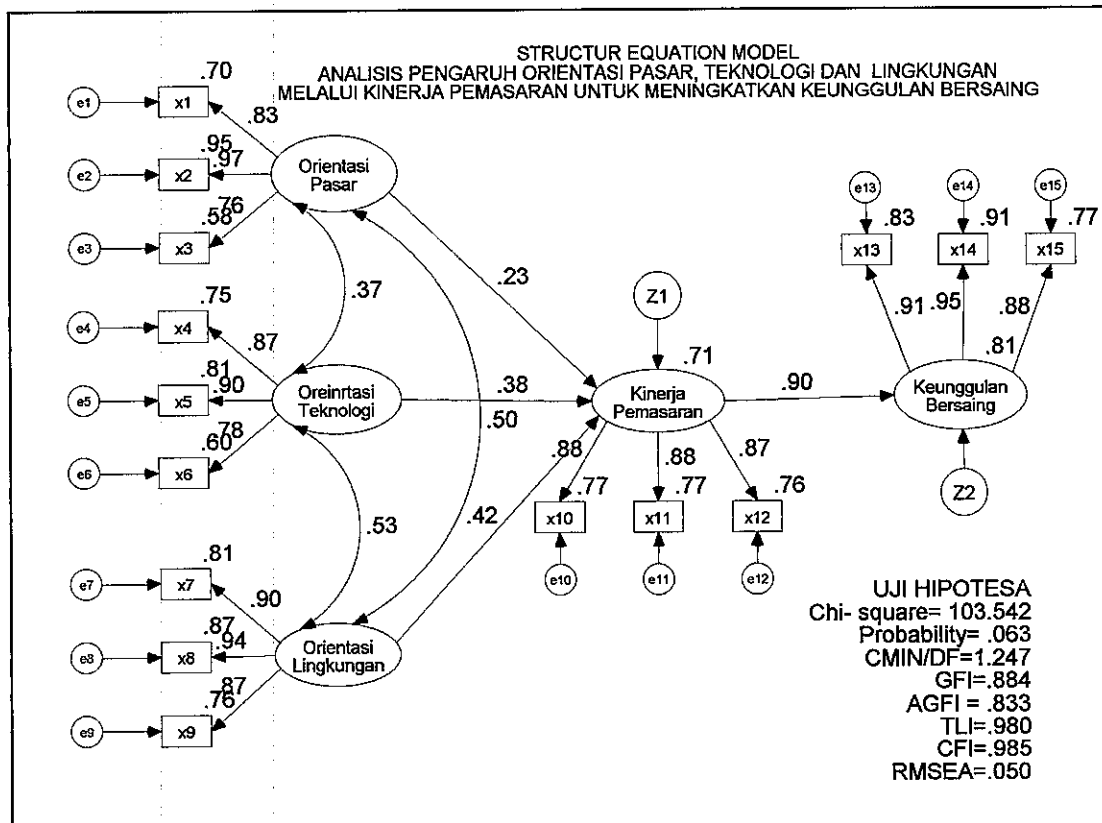 STRUCTUR EQUATION MODEL
ANALISIS PENGARUH ORIENTASI PASAR, TEKNOLOGI DAN LINGKUNGAN
MELALUI KINERJA PEMASARAN UNTUK MENINGKATKAN KEUNGGULAN BERSAING
.70
e1 x1
.83
.95
.97
e2 x2
Orientasi
Pasar
.76
.58
e3 x3
.37
.23
.75
e4 x4
.87
.81
.90
e5 x5
Oreinrtasi
Teknologi
.38
.78
.60
e6 x6
.50
.53
.42
.81
e7 x7
.90
.87
.94
e8 x8
Orientasi
Lingkungan
.87
.76
e9 x9
Z1
.71
Kinerja
Pemasaran
.90
.88
.88
.87
.77
.77
.76
x10 x11 x12
e10 e11 e12
e13 e14 e15
.83 .91 .77
x13 x14 x15
.91 .95 .88
.81
Keunggulan
Bersaing
Z2
UJI HIPOTESA
Chi- square= 103.542
Probability= .063
CMIN/DF=1.247
GFI=.884
AGFI = .833
TLI=.980
CFI=.985
RMSEA=.050